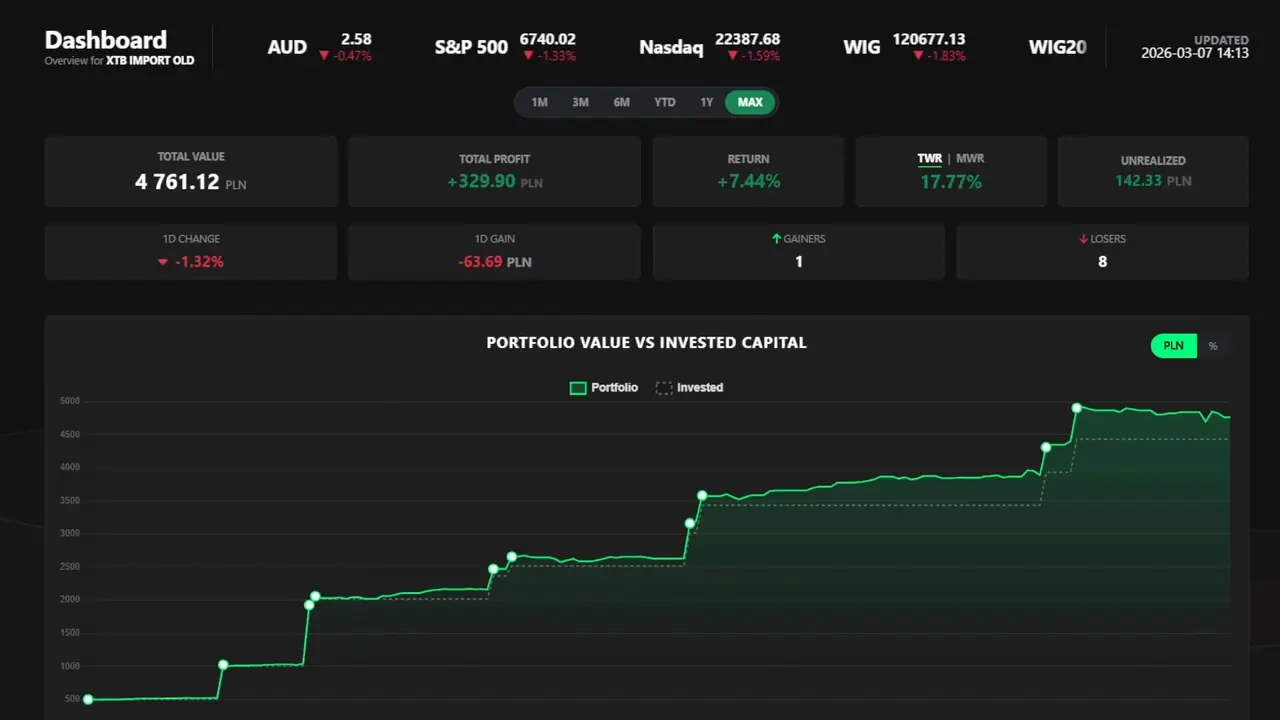 Dashboard
Overview for XTB IMPORT OLD
AUD 2.58 ▼ -0.47%
S&P 500 6740.02 ▼ -1.33%
Nasdaq 22387.68 ▼ -1.59%
WIG 120677.13 ▼ -1.83%
WIG20
UPDATED
2026-03-07 14:13
1M 3M 6M YTD 1Y MAX
TOTAL VALUE
4 761.12 PLN
TOTAL PROFIT
+329.90 PLN
RETURN
+7.44%
TWR | MWR
17.77%
UNREALIZED
142.33 PLN
1D CHANGE
▼ -1.32%
1D GAIN
-63.69 PLN
↑ GAINERS
1
↓ LOSERS
8
PORTFOLIO VALUE VS INVESTED CAPITAL
PLN %
Portfolio Invested
5000
4500
4000
3500
3000
2500
2000
1500
1000
500